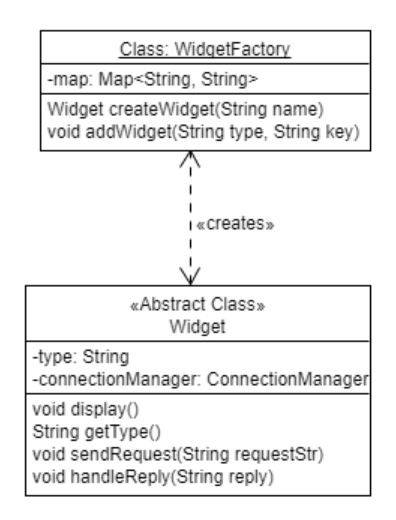 Class: WidgetFactory
-map: Map<String, String>
Widget createWidget(String name)
void addWidget(String type, String key)
«creates»
«Abstract Class»
Widget
-type: String
-connectionManager: ConnectionManager
void display()
String getType()
void sendRequest(String requestStr)
void handleReply(String reply)